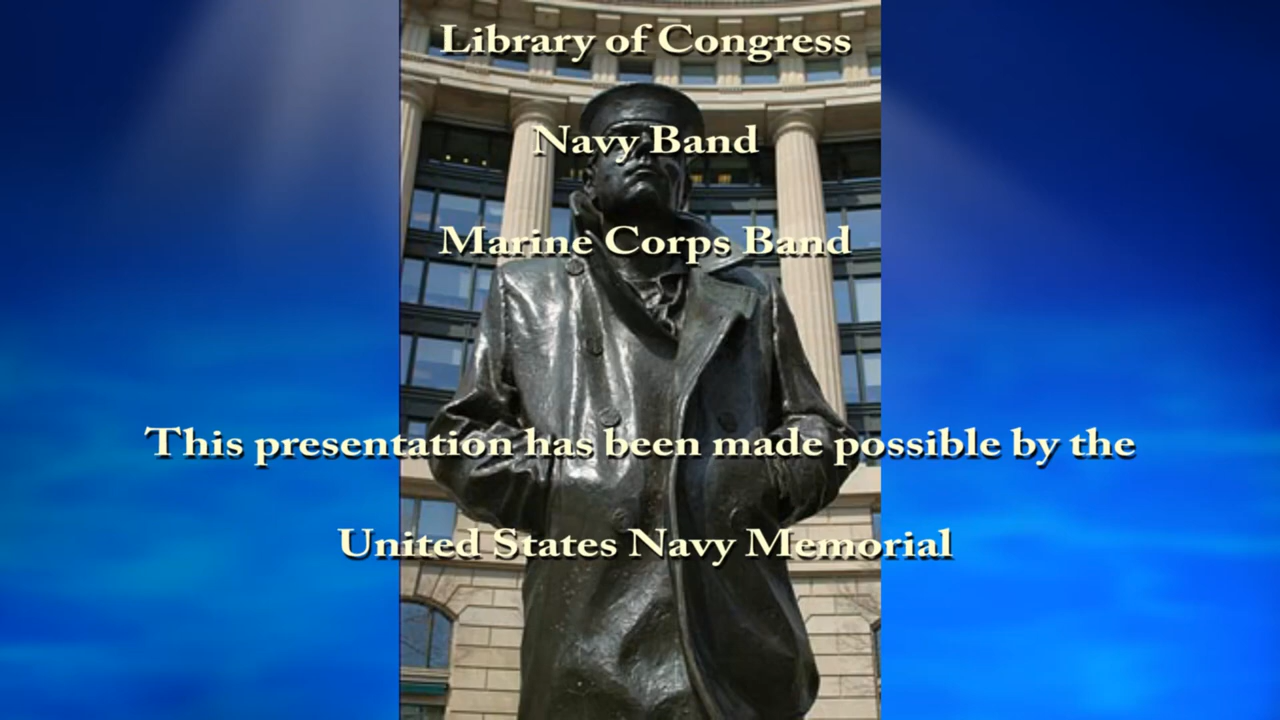 Library of Congress
Navy Band
Marine Corps Band
This presentation has been made possible by the
United States Navy Memorial